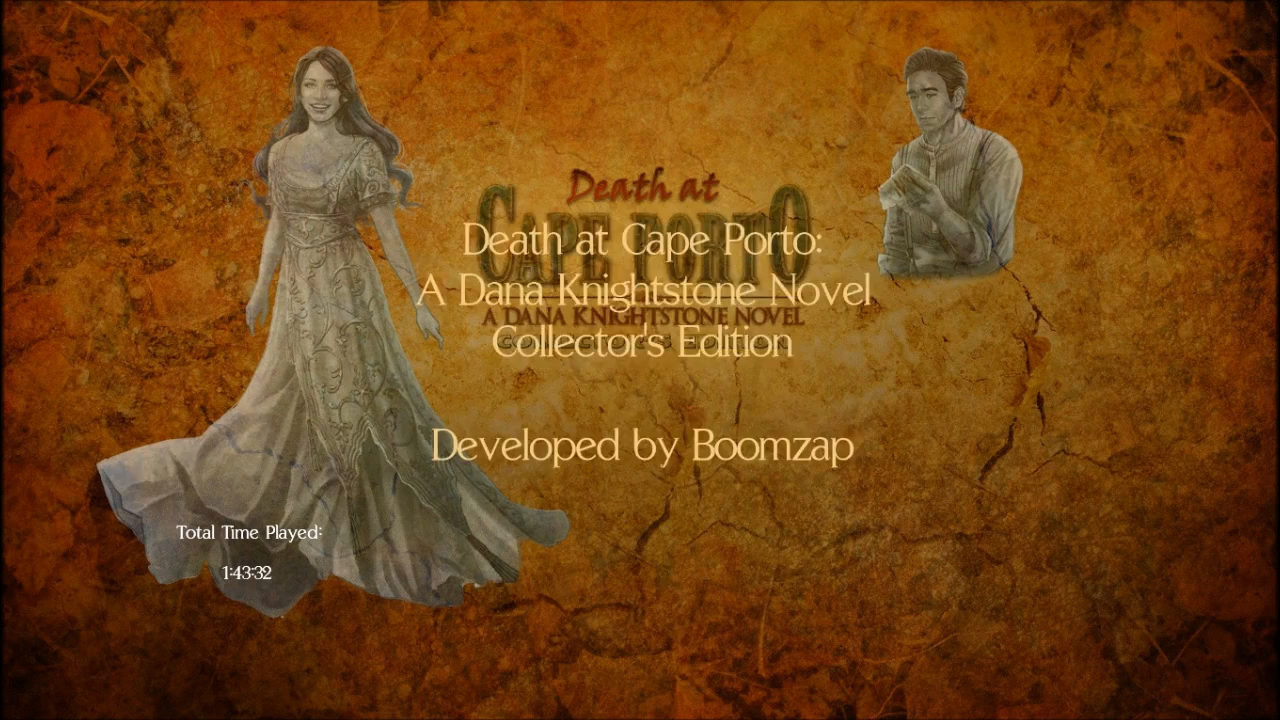 Death at
CAPE PORTO
Death at Cape Porto:
A Dana Knightstone Novel
A DANA KNIGHTSTONE NOVEL
Collector's Edition
Developed by Boomzap
Total Time Played:
1:43:32